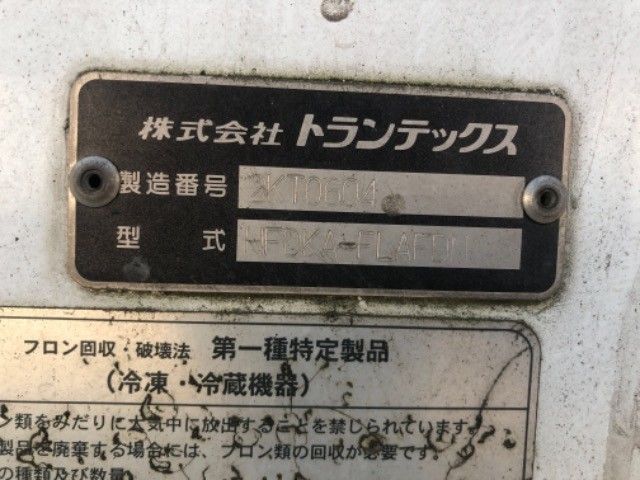 株式会社 トランテックス
製造番号 2KT0604
型式
フロン回収・破壊法 第一種特定製品
(冷凍・冷蔵機器)
ン類をみだりに大気中に放出することを禁じられています。
製品を廃棄する場合には、フロン類の回収が必要です。
の種類及び数量